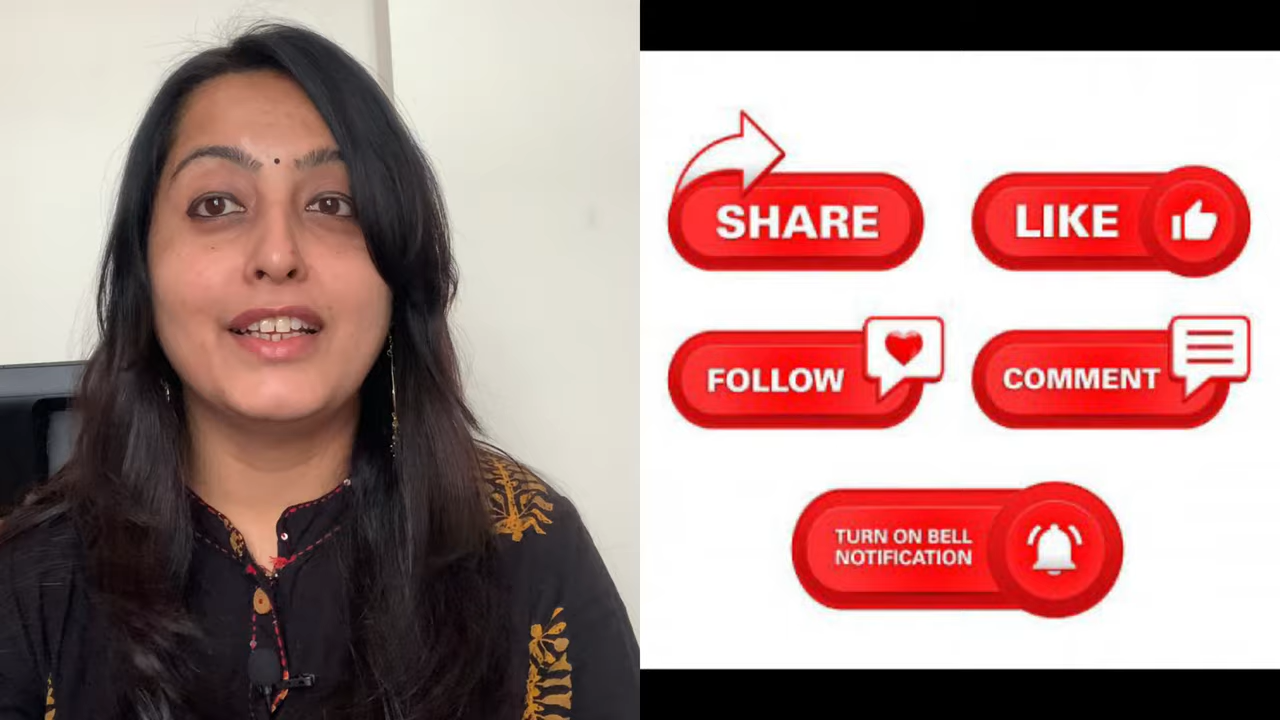 SHARE
LIKE
FOLLOW
COMMENT
TURN ON BELL
NOTIFICATION